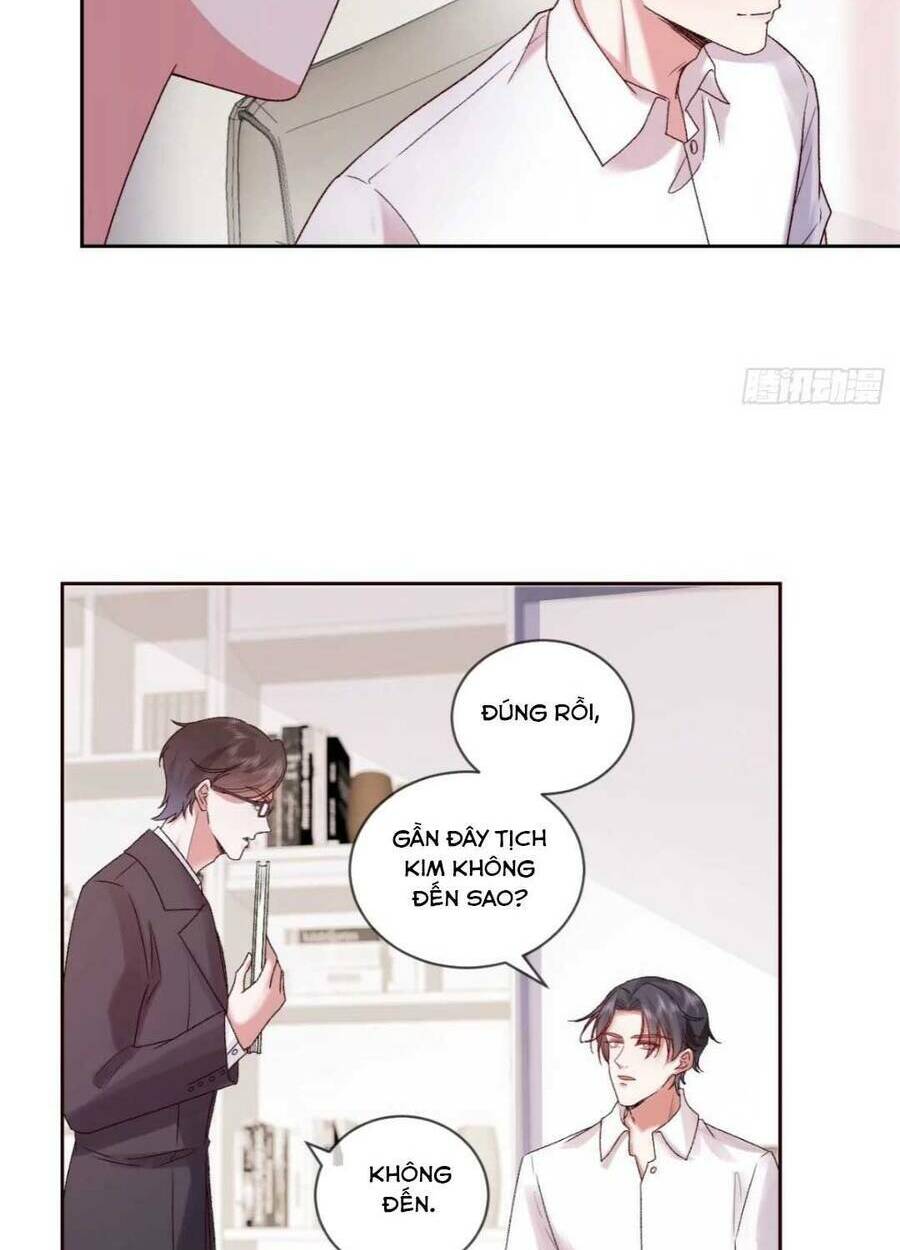 腾讯动漫
ĐÚNG RỒI,
GẦN ĐÂY TỊCH
KIM KHÔNG
ĐẾN SAO?
KHÔNG
ĐẾN.